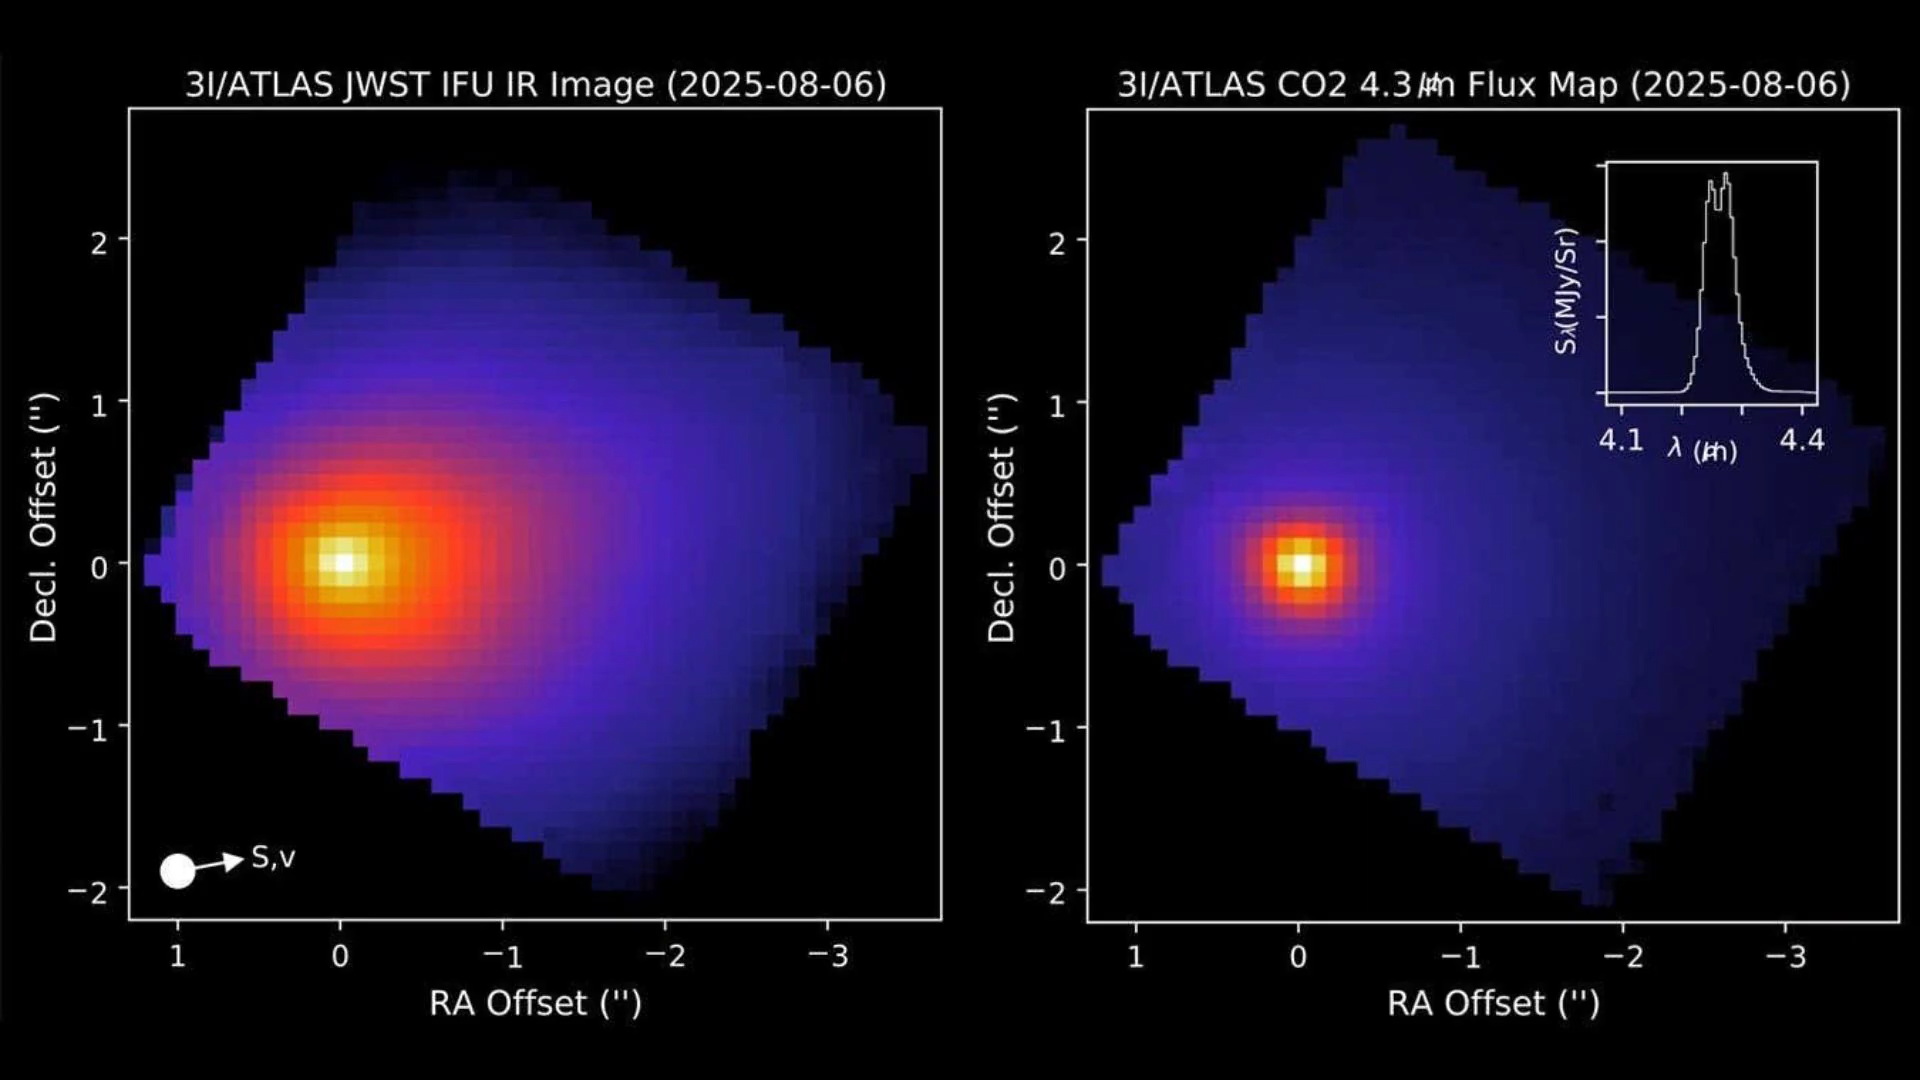 3I/ATLAS JWST IFU IR Image (2025-08-06)
Decl. Offset ('')
2
1
0
−1
−2
S,v
1
0
−1
−2
−3
RA Offset ('')
3I/ATLAS CO2 4.3 μm Flux Map (2025-08-06)
Decl. Offset ('')
2
1
0
−1
−2
Sλ(MJy/Sr)
4.1
4.4
λ (μm)
1
0
−1
−2
−3
RA Offset ('')